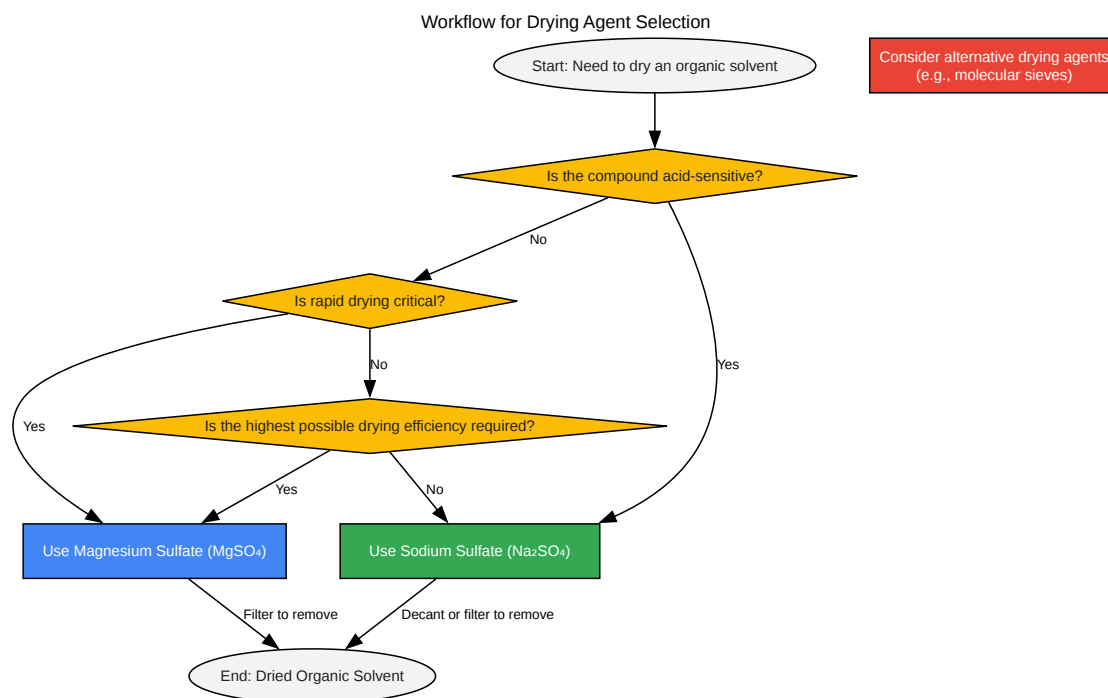 Workflow for Drying Agent Selection
Start: Need to dry an organic solvent
Consider alternative drying agents
(e.g., molecular sieves)
Is the compound acid-sensitive?
No
Is rapid drying critical?
Yes
No
Is the highest possible drying efficiency required?
Yes
Yes
No
Use Magnesium Sulfate (MgSO₄)
Use Sodium Sulfate (Na₂SO₄)
Filter to remove
Decant or filter to remove
End: Dried Organic Solvent